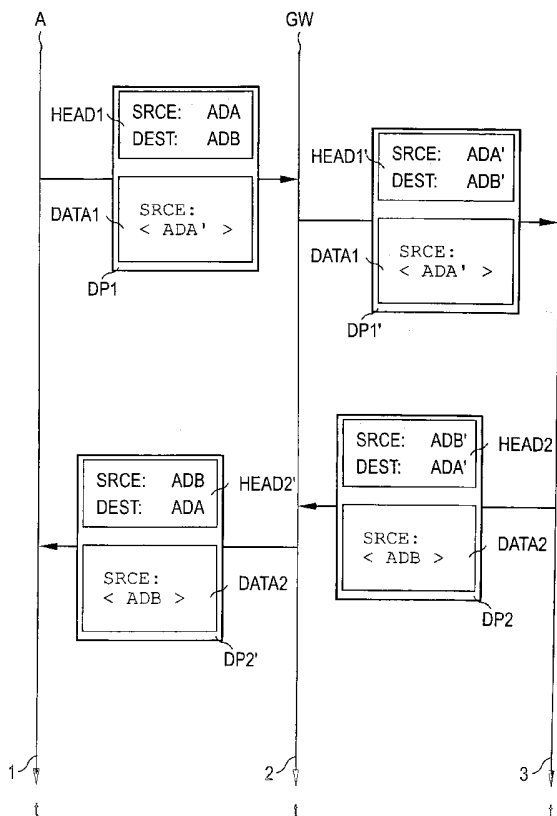 A
GW
HEAD1
SRCE: ADA
DEST: ADB
DATA1
SRCE:
< ADA' >
DP1
HEAD1'
SRCE: ADA'
DEST: ADB'
DATA1
SRCE:
< ADA' >
DP1'
SRCE: ADB'
DEST: ADA'
HEAD2
SRCE:
< ADB >
DATA2
DP2
SRCE: ADB
DEST: ADA
HEAD2'
SRCE:
< ADB >
DATA2
DP2'
1
2
3
t
t
t